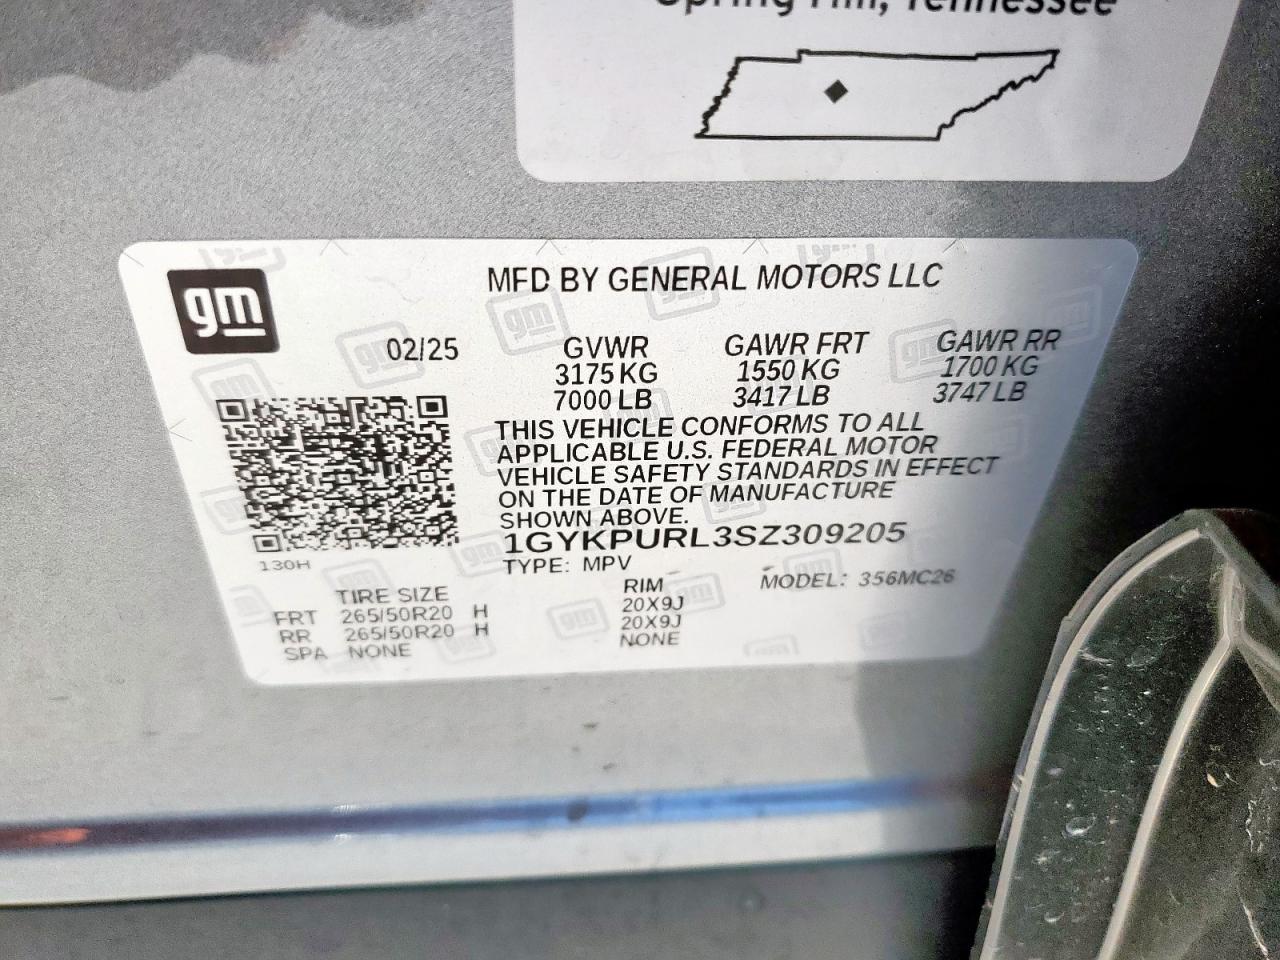 Spring Hill, Tennessee
gm
MFD BY GENERAL MOTORS LLC
02/25
GVWR GAWR FRT GAWR RR
3175 KG 1550 KG 1700 KG
7000 LB 3417 LB 3747 LB
THIS VEHICLE CONFORMS TO ALL
APPLICABLE U.S. FEDERAL MOTOR
VEHICLE SAFETY STANDARDS IN EFFECT
ON THE DATE OF MANUFACTURE
SHOWN ABOVE.
1GYKPURL3SZ309205
130H
TYPE: MPV MODEL: 356MC26
TIRE SIZE RIM
FRT 265/50R20 H 20X9J
RR 265/50R20 H 20X9J
SPA NONE NONE